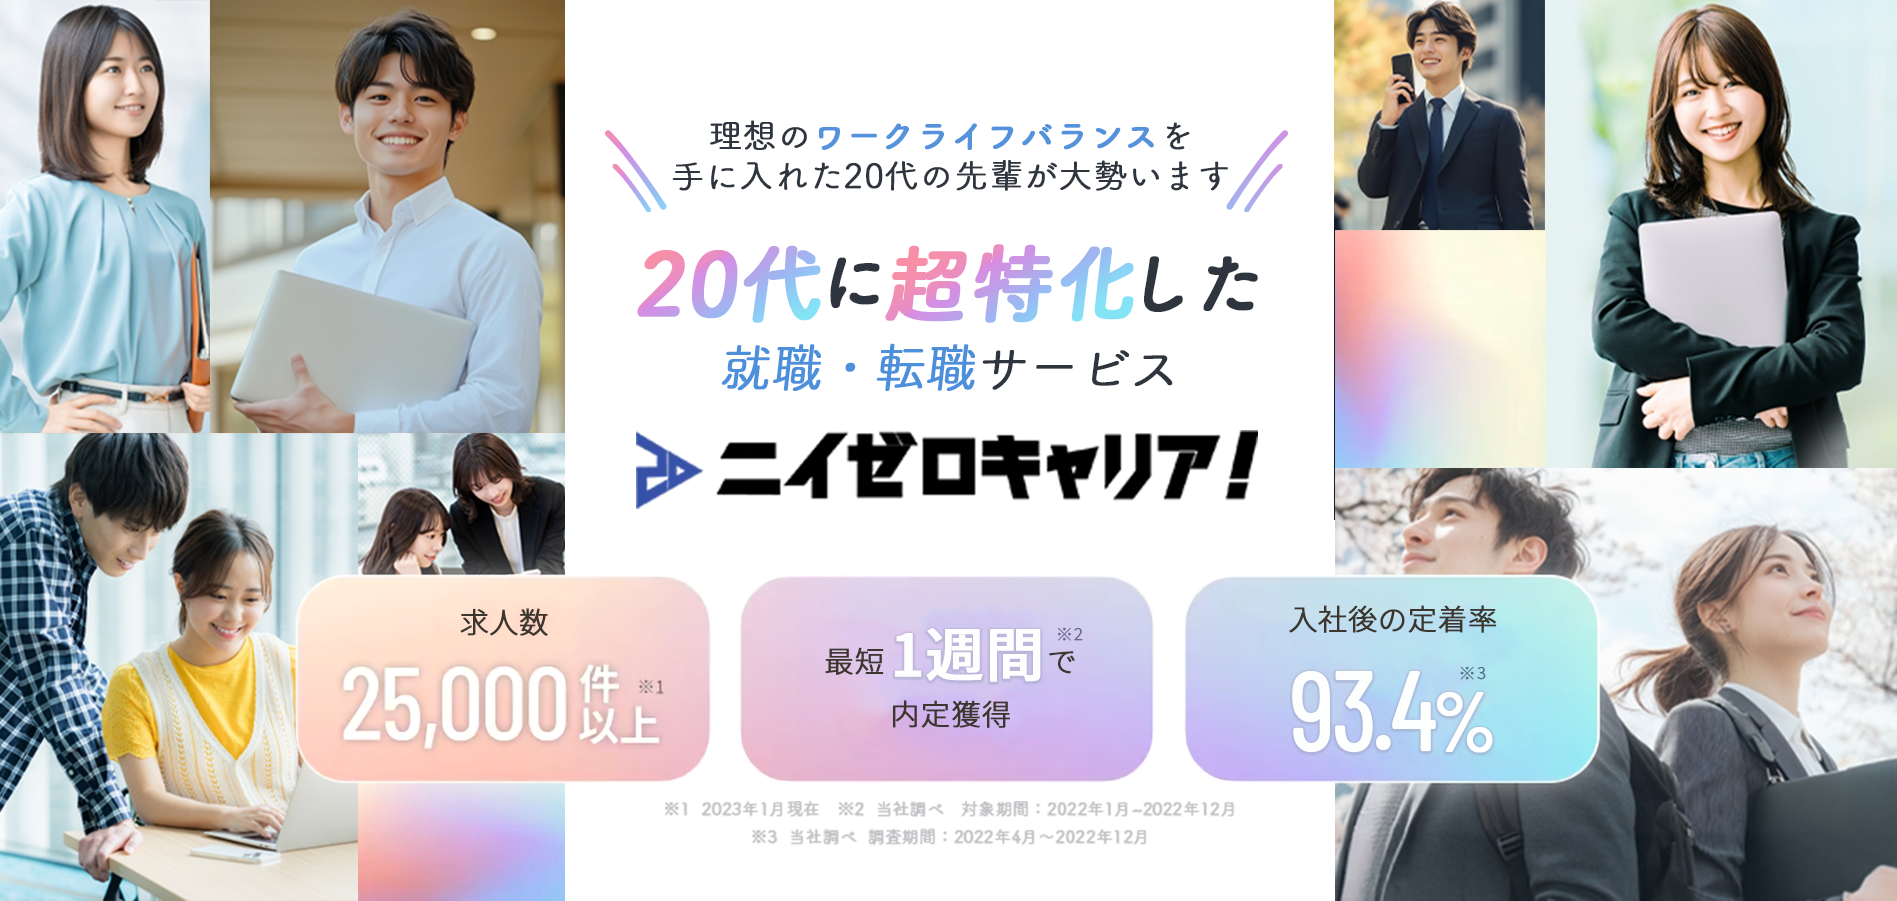 理想のワークライフバランスを
手に入れた20代の先輩が大勢います
20代に超特化した
就職・転職サービス
ニイゼロキャリア!
求人数
25,000件以上 ※1
最短1週間※2で
内定獲得
入社後の定着率
93.4% ※3
※1 2023年1月現在 ※2 当社調べ 対象期間：2022年1月~2022年12月
※3 当社調べ 調査期間：2022年4月〜2022年12月